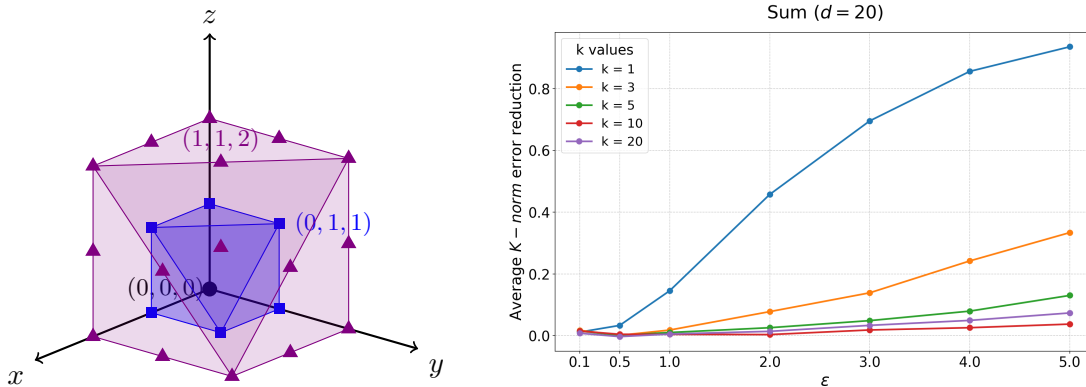 z
(1, 1, 2)
(0, 1, 1)
(0, 0, 0)
x
y
Sum (d = 20)
Average K − norm error reduction
0.8
0.6
0.4
0.2
0.0
k values
k = 1
k = 3
k = 5
k = 10
k = 20
0.1 0.5 1.0 2.0 3.0 4.0 5.0
ε